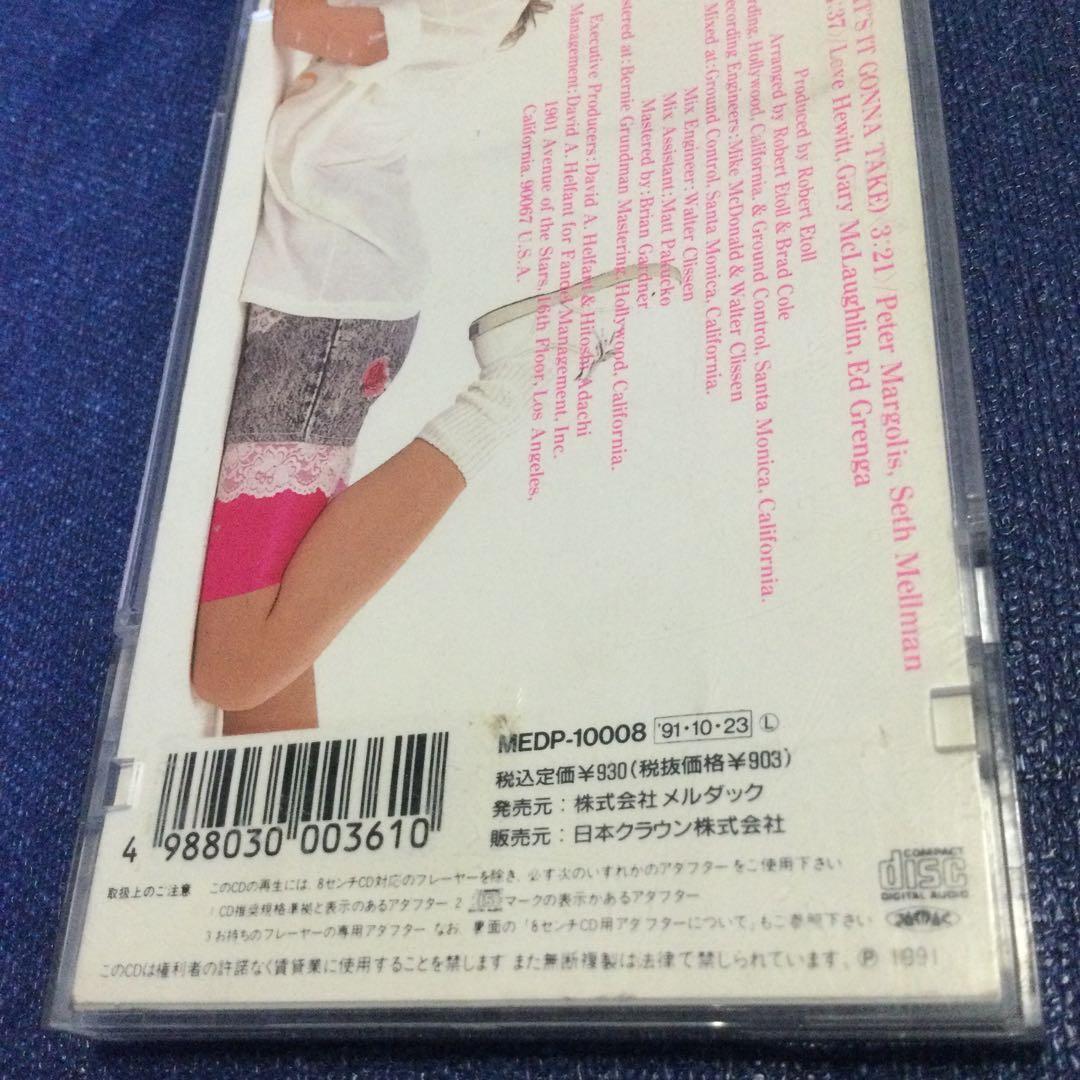 T'S IT GONNA TAKE) 3:21//Peter Margolis, Seth Mellman
:37//Love Hewitt, Gary McLaughlin, Ed Grenga
Produced by Robert Etoll
Arranged by Robert Etoll & Brad Cole
Recording Engineers:Mike McDonald & Walter Clissen
rding, Hollywood, California, & Ground Control, Santa Monica, California.
Mixed at:Ground Control, Santa Monica, California.
Mix Engineer:Walter Clissen
Mix Assistant:Matt Pakucko
Mastered by:Brian Gardner
stered at:Bernie Grundman Mastering, Hollywood, California.
Executive Producers:David A. Helfant & Hitoshi Adachi
Management:David A. Helfant for Fancel Management, Inc.
1901 Avenue of the Stars, 16th Floor, Los Angeles,
California. 90067 U.S.A.
MEDP-10008 '91·10·23 Ⓛ
税込定価¥930(税抜価格¥903)
発売元：株式会社メルダック
販売元：日本クラウン株式会社
4 988030 003610
COMPACT
disc
DIGITAL AUDIO
取扱上のご注意 このCDの再生には、8センチCD対応のプレーヤーを除き、必ず次のいずれかのアダプターをご使用下さい
1 CD推奨規格準拠と表示のあるアダプター 2 マークの表示があるアダプター
3 お持ちのプレーヤーの専用アダプター なお、裏面の「8センチCD用アダプターについて」もご参照下さい
このCDは権利者の許諾なく賃貸業に使用することを禁じます また無断複製は法律で禁じられています。 Ⓟ 1991